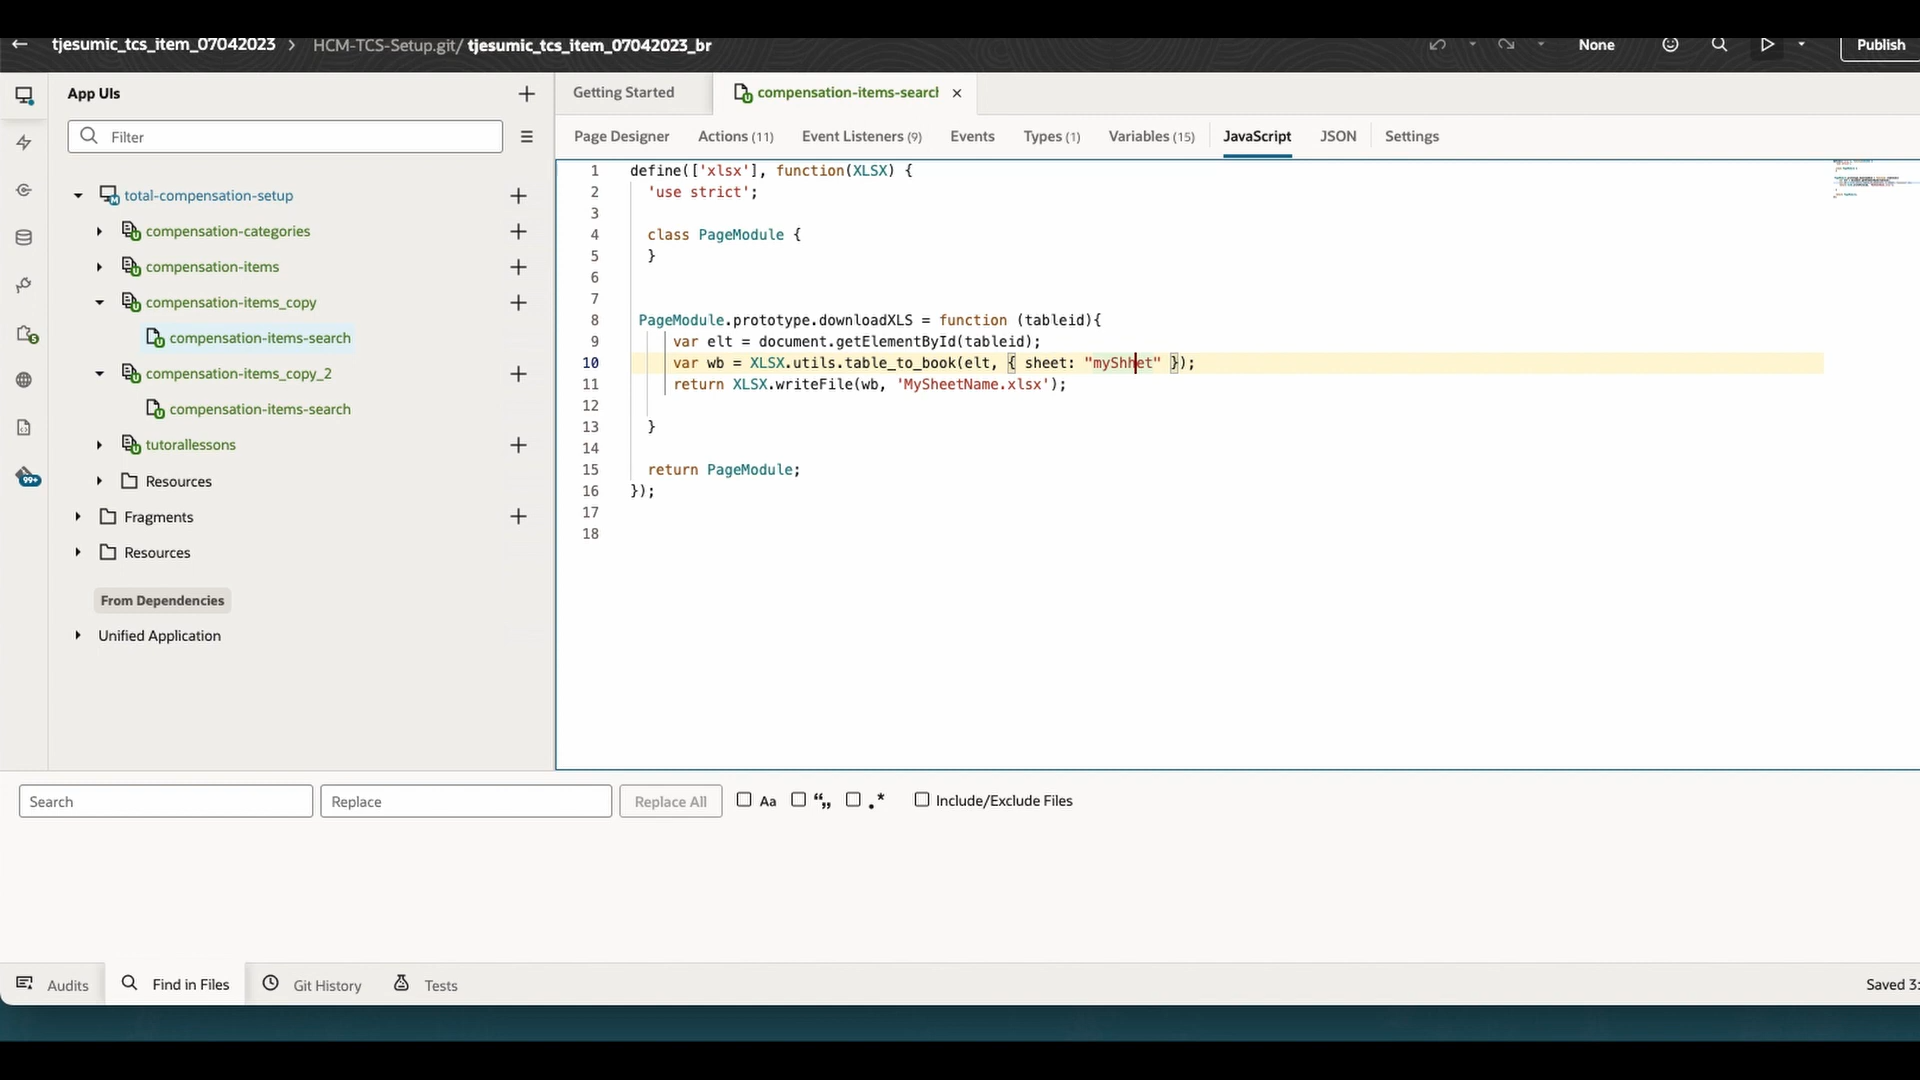 tjesumic_tcs_item_07042023 > HCM-TCS-Setup.git/ tjesumic_tcs_item_07042023_br
None
Publish
App UIs
Filter
total-compensation-setup
compensation-categories
compensation-items
compensation-items_copy
compensation-items-search
compensation-items_copy_2
compensation-items-search
tutorallessons
Resources
Fragments
Resources
From Dependencies
Unified Application
5
99+
Getting Started
compensation-items-search
Page Designer
Actions (11)
Event Listeners (9)
Events
Types (1)
Variables (15)
JavaScript
JSON
Settings
1 define(['xlsx'], function(XLSX) {
2 'use strict';
3
4 class PageModule {
5 }
6
7
8 PageModule.prototype.downloadXLS = function (tableid){
9 var elt = document.getElementById(tableid);
10 var wb = XLSX.utils.table_to_book(elt, { sheet: "myShhet" });
11 return XLSX.writeFile(wb, 'MySheetName.xlsx');
12
13 }
14
15 return PageModule;
16 });
17
18
Search
Replace
Replace All
Aa
“,,
.*
Include/Exclude Files
Audits
Find in Files
Git History
Tests
Saved 3: